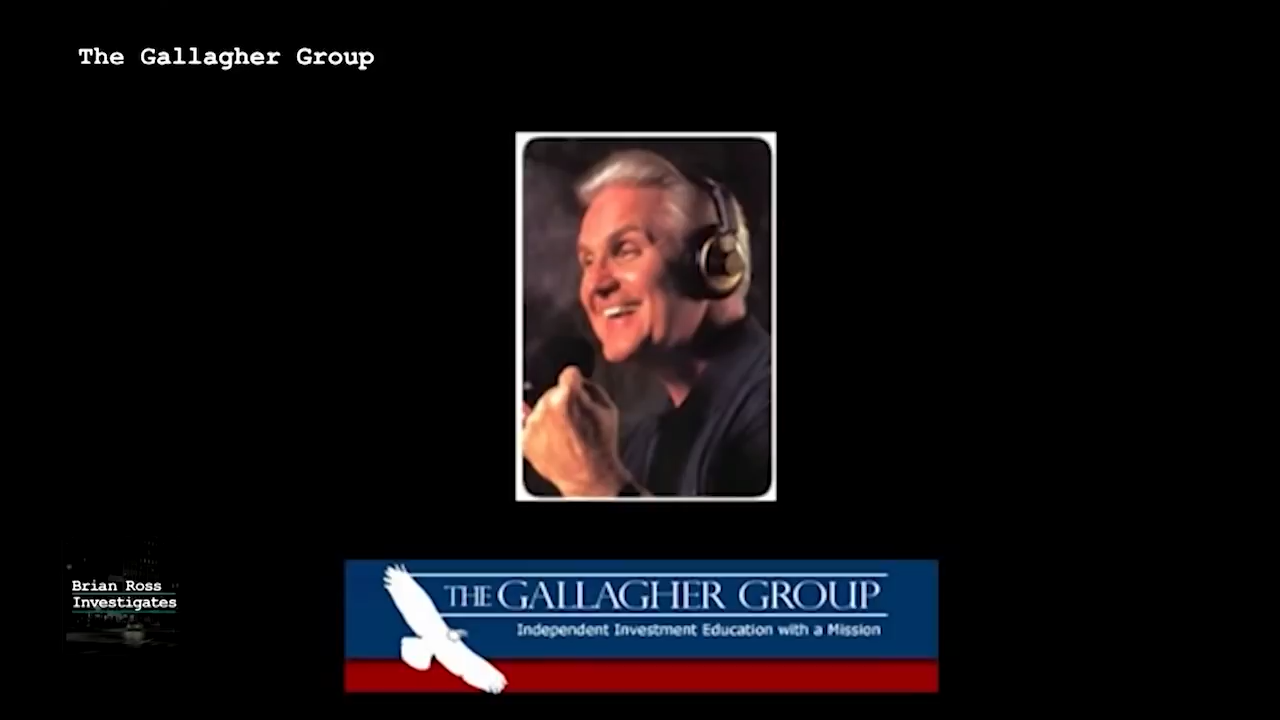 The Gallagher Group
Brian Ross
Investigates
THE GALLAGHER GROUP
Independent Investment Education with a Mission